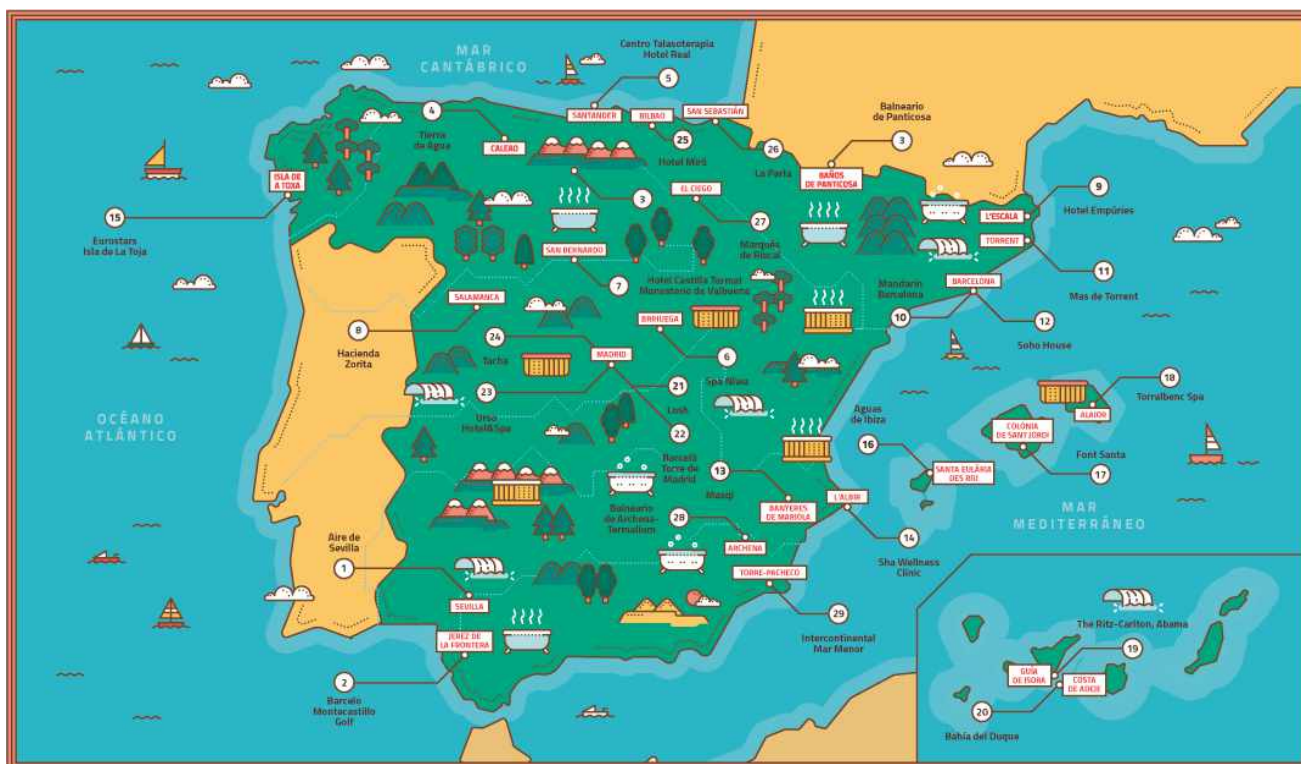 MAR
CANTÁBRICO
Centro Talasoterapia
Hotel Real
5
4
SANTANDER
BILBAO
SAN SEBASTIÁN
Balneario
de Panticosa
3
Tierra
de Agua
CALEAO
25
Hotel Miró
26
La Perla
BAÑOS
DE PANTICOSA
ISLA DE
A TOXA
15
Eurostars
Isla de La Toja
3
EL CIEGO
27
Marqués
de Riscal
9
L'ESCALA
Hotel Empúries
TORRENT
11
Mas de Torrent
SAN BERNARDO
7
Hotel Castilla Termal
Monasterio de Valbuena
Mandarin
Barcelona
BARCELONA
10
12
Soho House
SALAMANCA
8
Hacienda
Zorita
24
Tacha
BRIHUEGA
6
MADRID
23
Urso
Hotel&Spa
21
Lush
22
Barceló
Torre de
Madrid
OCÉANO
ATLÁNTICO
Aguas
de Ibiza
16
SANTA EULÀRIA
DES RIU
18
Torralbenc Spa
ALAIOR
COLÒNIA
DE SANT JORDI
Font Santa
17
MAR
MEDITERRÁNEO
13
BANYERES
DE MARIOLA
L'ALBIR
14
Sha Wellness
Clinic
Balneario
de Archena-
Termalium
28
ARCHENA
TORRE-PACHECO
29
Intercontinental
Mar Menor
Aire de
Sevilla
1
SEVILLA
JEREZ DE
LA FRONTERA
2
Barcelo
Montecastillo
Golf
The Ritz-Carlton, Abama
19
GUÍA
DE ISORA
COSTA
DE ADEJE
20
Bahía del Duque